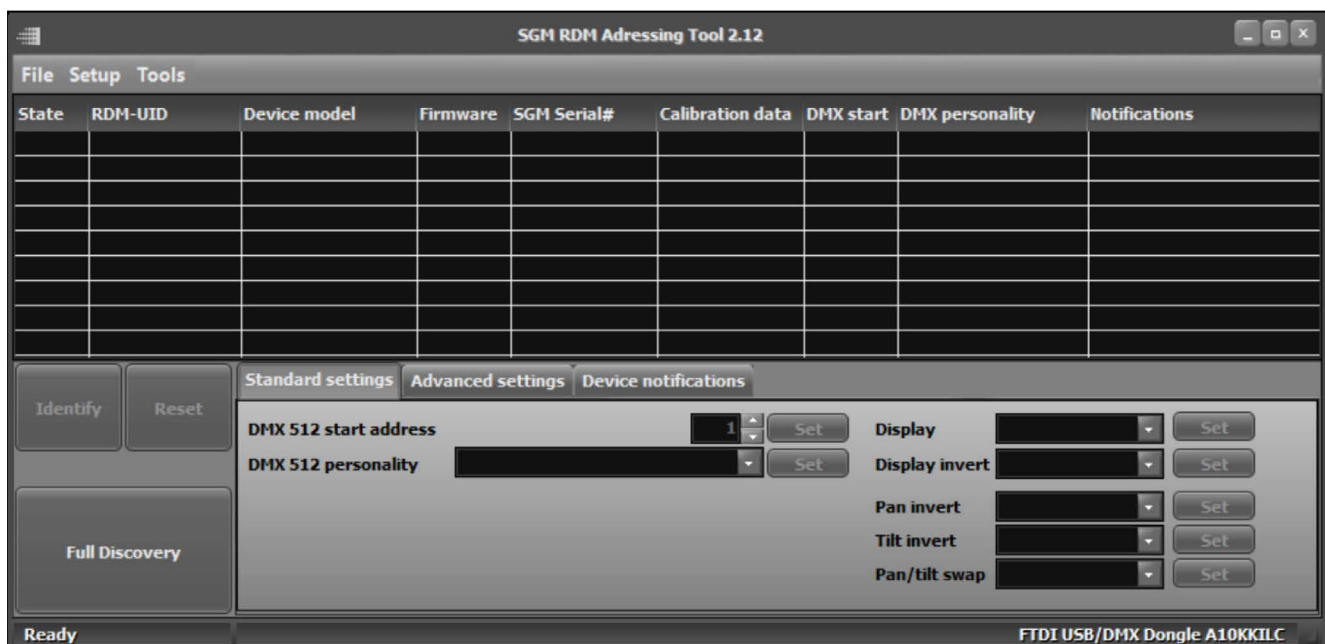 SGM RDM Adressing Tool 2.12
File Setup Tools
State RDM-UID Device model Firmware SGM Serial# Calibration data DMX start DMX personality Notifications
Identify Reset
Full Discovery
Standard settings Advanced settings Device notifications
DMX 512 start address 1 Set
DMX 512 personality Set
Display Set
Display invert Set
Pan invert Set
Tilt invert Set
Pan/tilt swap Set
Ready FTDI USB/DMX Dongle A10KKILC